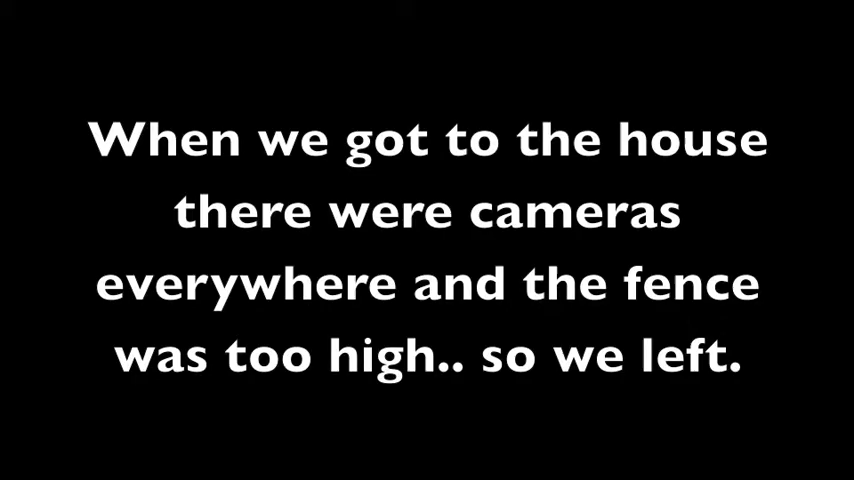 When we got to the house
there were cameras
everywhere and the fence
was too high.. so we left.